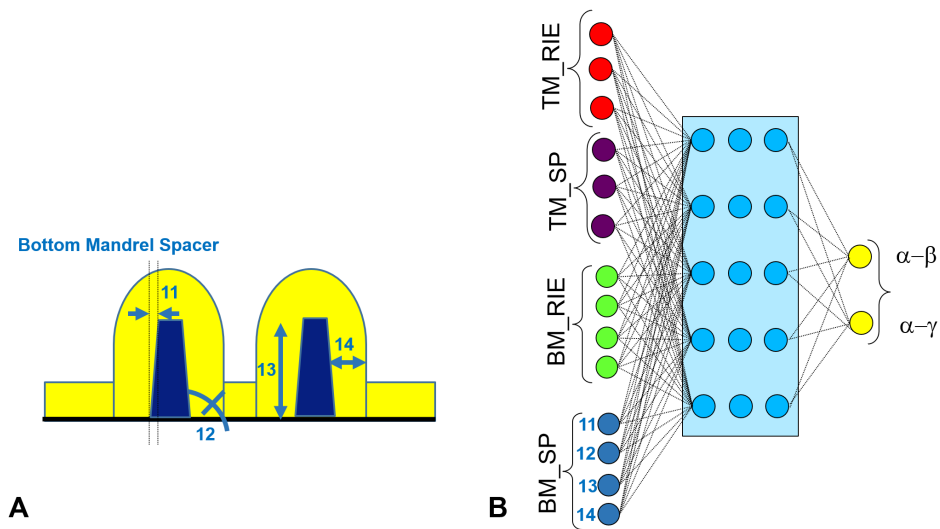 Bottom Mandrel Spacer
11
13
14
12
A
TM_RIE
TM_SP
BM_RIE
BM_SP
11
12
13
14
α−β
α−γ
B